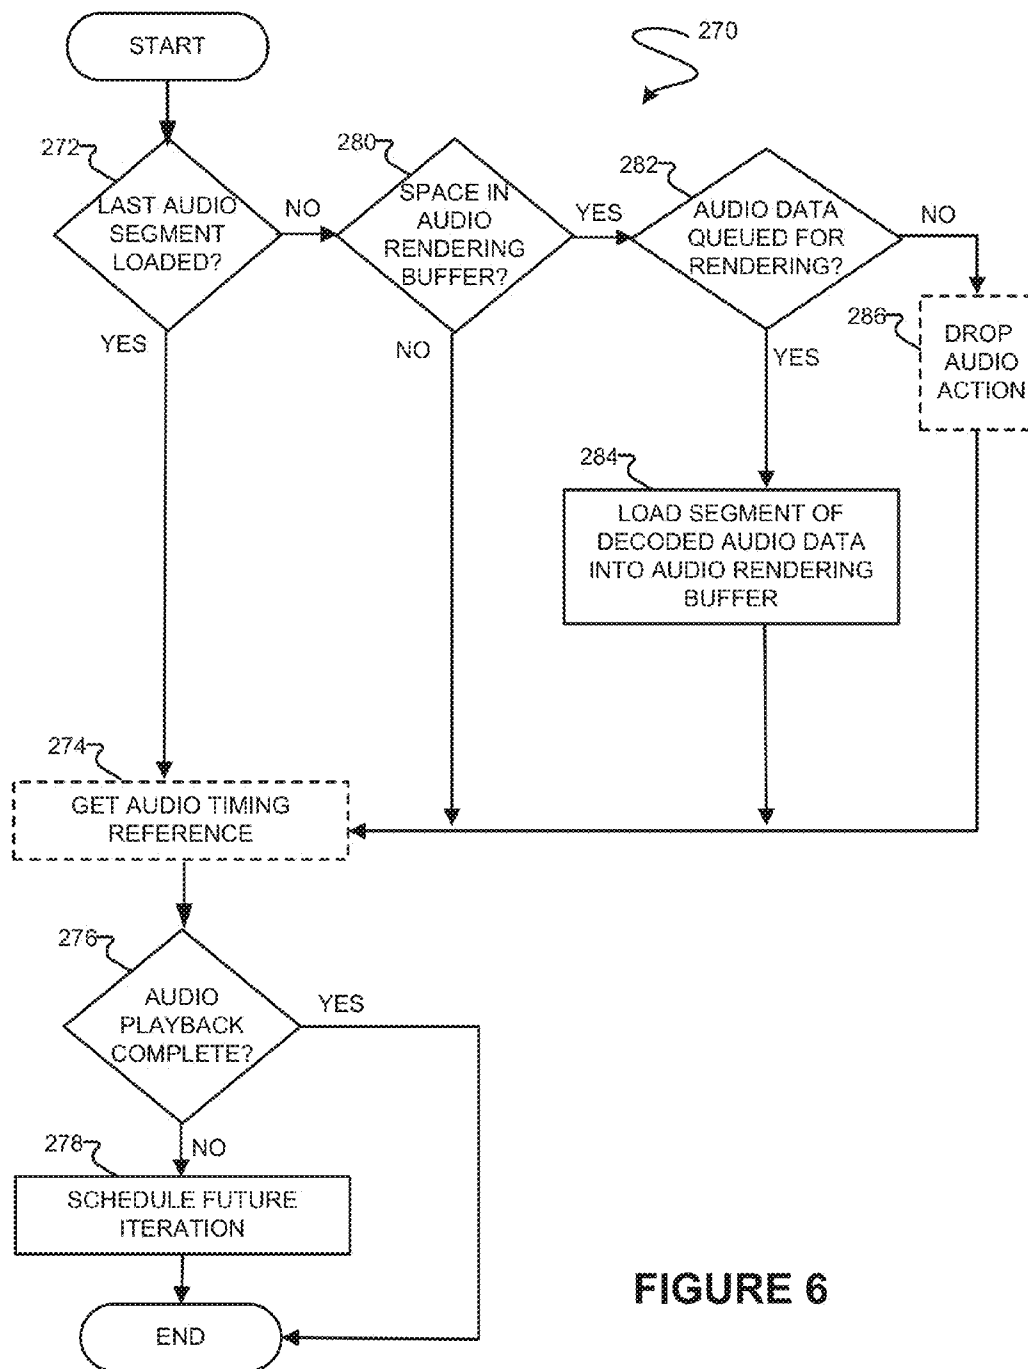 START
270
272
LAST AUDIO
SEGMENT
LOADED?
NO
YES
280
SPACE IN
AUDIO
RENDERING
BUFFER?
YES
NO
282
AUDIO DATA
QUEUED FOR
RENDERING?
NO
YES
286
DROP
AUDIO
ACTION
284
LOAD SEGMENT OF
DECODED AUDIO DATA
INTO AUDIO RENDERING
BUFFER
274
GET AUDIO TIMING
REFERENCE
276
AUDIO
PLAYBACK
COMPLETE?
YES
NO
278
SCHEDULE FUTURE
ITERATION
END
FIGURE 6